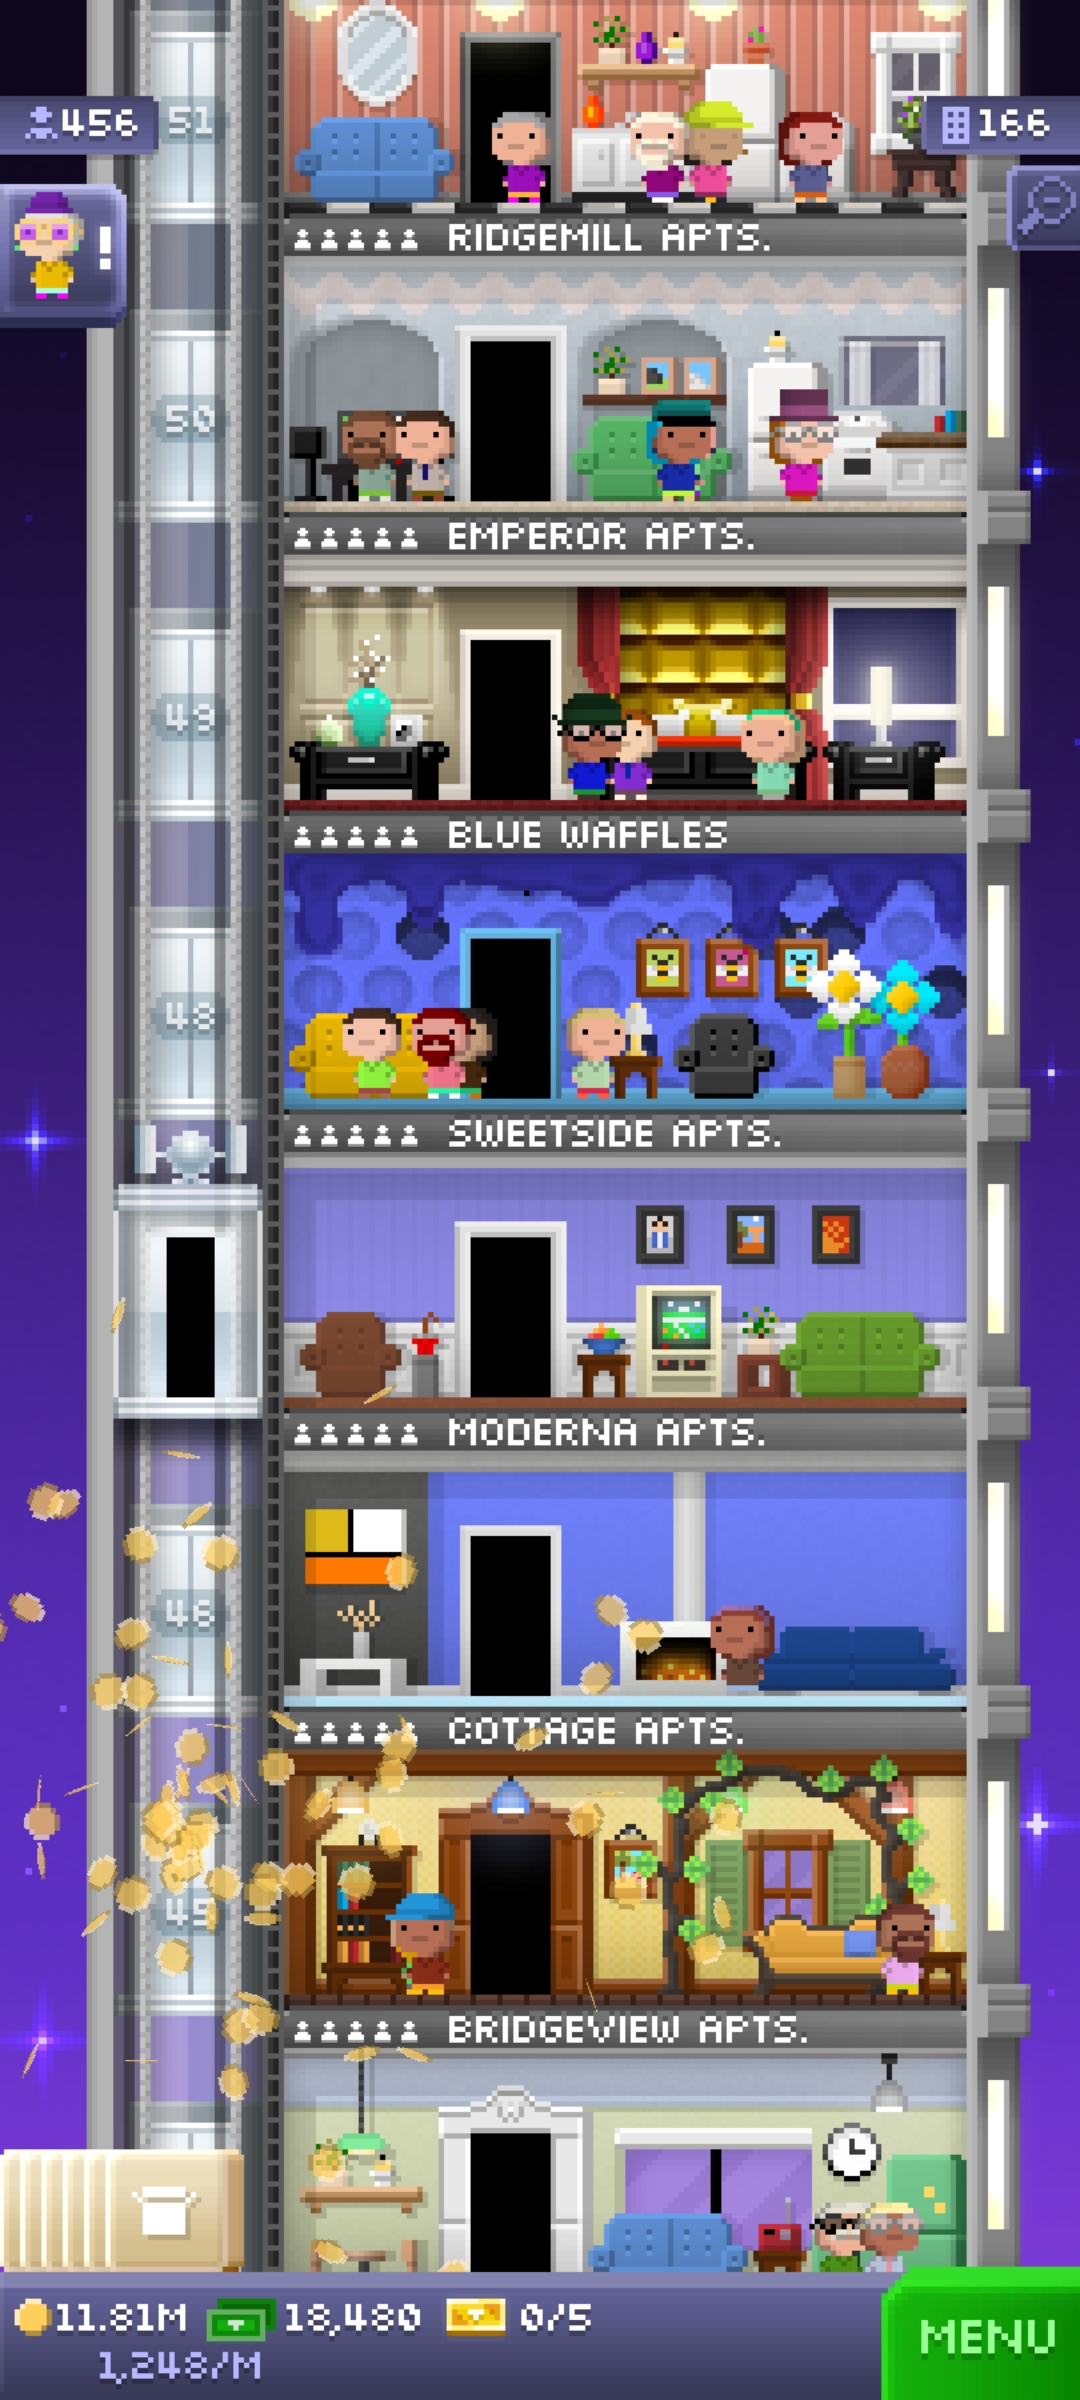 456
51
166
!
RIDGEMILL APTS.
50
EMPEROR APTS.
49
BLUE WAFFLES
48
SWEETSIDE APTS.
MODERNA APTS.
46
COTTAGE APTS.
45
BRIDGEVIEW APTS.
11.81M 18,480 0/5
1,248/M
MENU